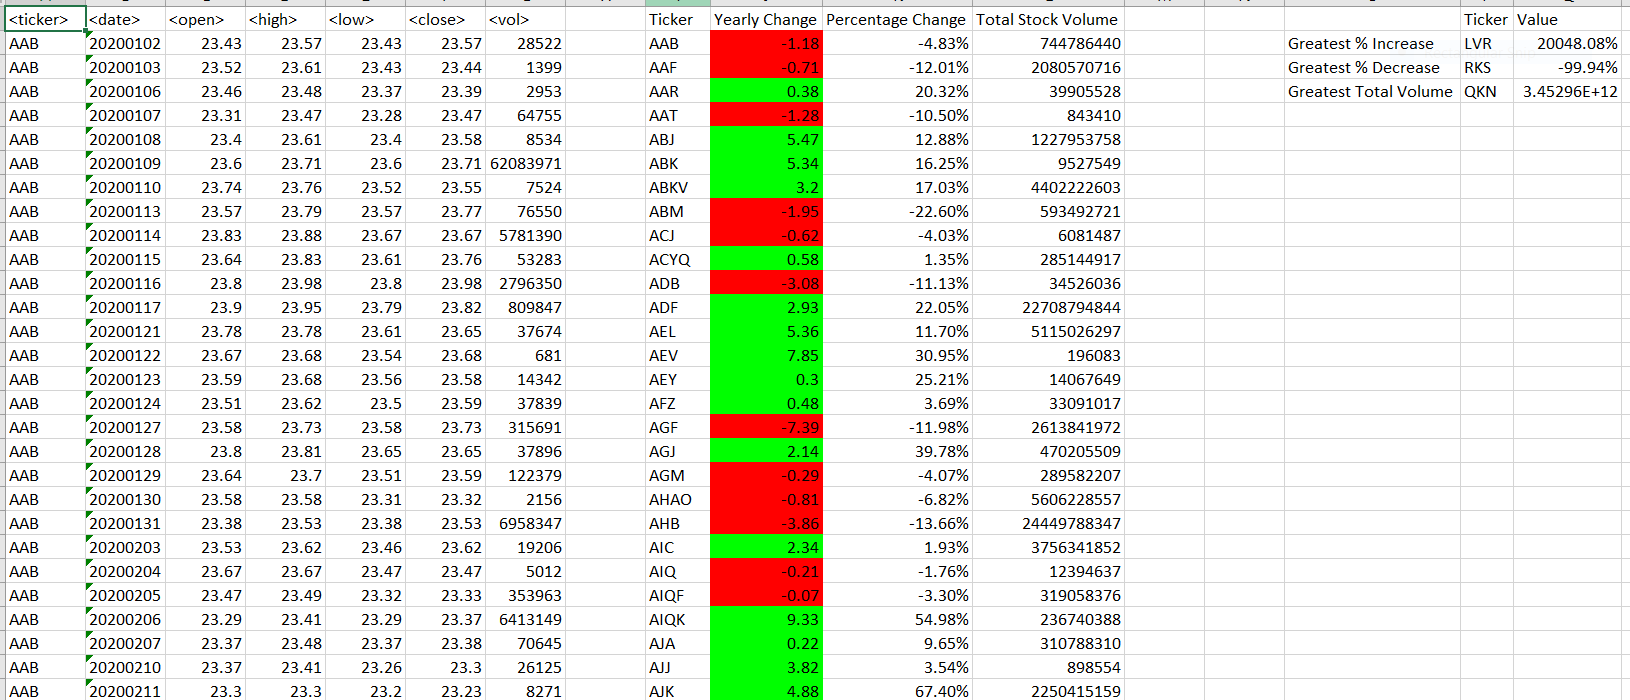 <ticker> <date> <open> <high> <low> <close> <vol> Ticker Yearly Change Percentage Change Total Stock Volume Ticker Value
AAB 20200102 23.43 23.57 23.43 23.57 28522 AAB -1.18 -4.83% 744786440 Greatest % Increase LVR 20048.08%
AAB 20200103 23.52 23.61 23.43 23.44 1399 AAF -0.71 -12.01% 2080570716 Greatest % Decrease RKS -99.94%
AAB 20200106 23.46 23.48 23.37 23.39 2953 AAR 0.38 20.32% 39905528 Greatest Total Volume QKN 3.45296E+12
AAB 20200107 23.31 23.47 23.28 23.47 64755 AAT -1.28 -10.50% 843410
AAB 20200108 23.4 23.61 23.4 23.58 8534 ABJ 5.47 12.88% 1227953758
AAB 20200109 23.6 23.71 23.6 23.71 62083971 ABK 5.34 16.25% 9527549
AAB 20200110 23.74 23.76 23.52 23.55 7524 ABKV 3.2 17.03% 4402222603
AAB 20200113 23.57 23.79 23.57 23.77 76550 ABM -1.95 -22.60% 593492721
AAB 20200114 23.83 23.88 23.67 23.67 5781390 ACJ -0.62 -4.03% 6081487
AAB 20200115 23.64 23.83 23.61 23.76 53283 ACYQ 0.58 1.35% 285144917
AAB 20200116 23.8 23.98 23.8 23.98 2796350 ADB -3.08 -11.13% 34526036
AAB 20200117 23.9 23.95 23.79 23.82 809847 ADF 2.93 22.05% 22708794844
AAB 20200121 23.78 23.78 23.61 23.65 37674 AEL 5.36 11.70% 5115026297
AAB 20200122 23.67 23.68 23.54 23.68 681 AEV 7.85 30.95% 196083
AAB 20200123 23.59 23.68 23.56 23.58 14342 AEY 0.3 25.21% 14067649
AAB 20200124 23.51 23.62 23.5 23.59 37839 AFZ 0.48 3.69% 33091017
AAB 20200127 23.58 23.73 23.58 23.73 315691 AGF -7.39 -11.98% 2613841972
AAB 20200128 23.8 23.81 23.65 23.65 37896 AGJ 2.14 39.78% 470205509
AAB 20200129 23.64 23.7 23.51 23.59 122379 AGM -0.29 -4.07% 289582207
AAB 20200130 23.58 23.58 23.31 23.32 2156 AHAO -0.81 -6.82% 5606228557
AAB 20200131 23.38 23.53 23.38 23.53 6958347 AHB -3.86 -13.66% 24449788347
AAB 20200203 23.53 23.62 23.46 23.62 19206 AIC 2.34 1.93% 3756341852
AAB 20200204 23.67 23.67 23.47 23.47 5012 AIQ -0.21 -1.76% 12394637
AAB 20200205 23.47 23.49 23.32 23.33 353963 AIQF -0.07 -3.30% 319058376
AAB 20200206 23.29 23.41 23.29 23.37 6413149 AIQK 9.33 54.98% 236740388
AAB 20200207 23.37 23.48 23.37 23.38 70645 AJA 0.22 9.65% 310788310
AAB 20200210 23.37 23.41 23.26 23.3 26125 AJJ 3.82 3.54% 898554
AAB 20200211 23.3 23.3 23.2 23.23 8271 AJK 4.88 67.40% 2250415159